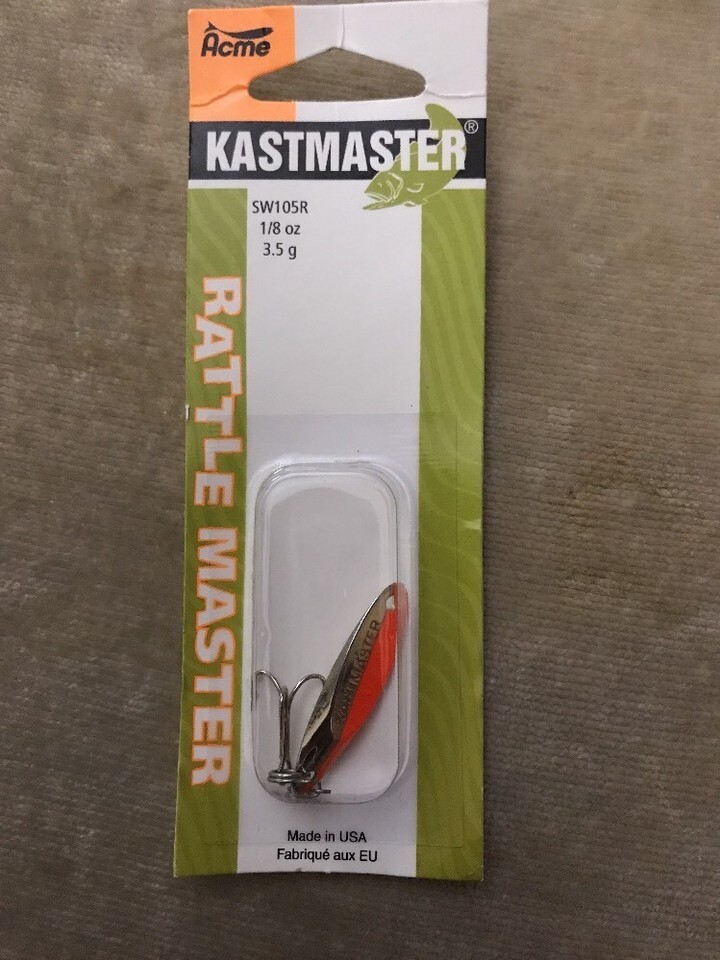 Acme
KASTMASTER®
SW105R
1/8 oz
3.5 g
RATTLE MASTER
KASTMASTER
Made in USA
Fabriqué aux EU